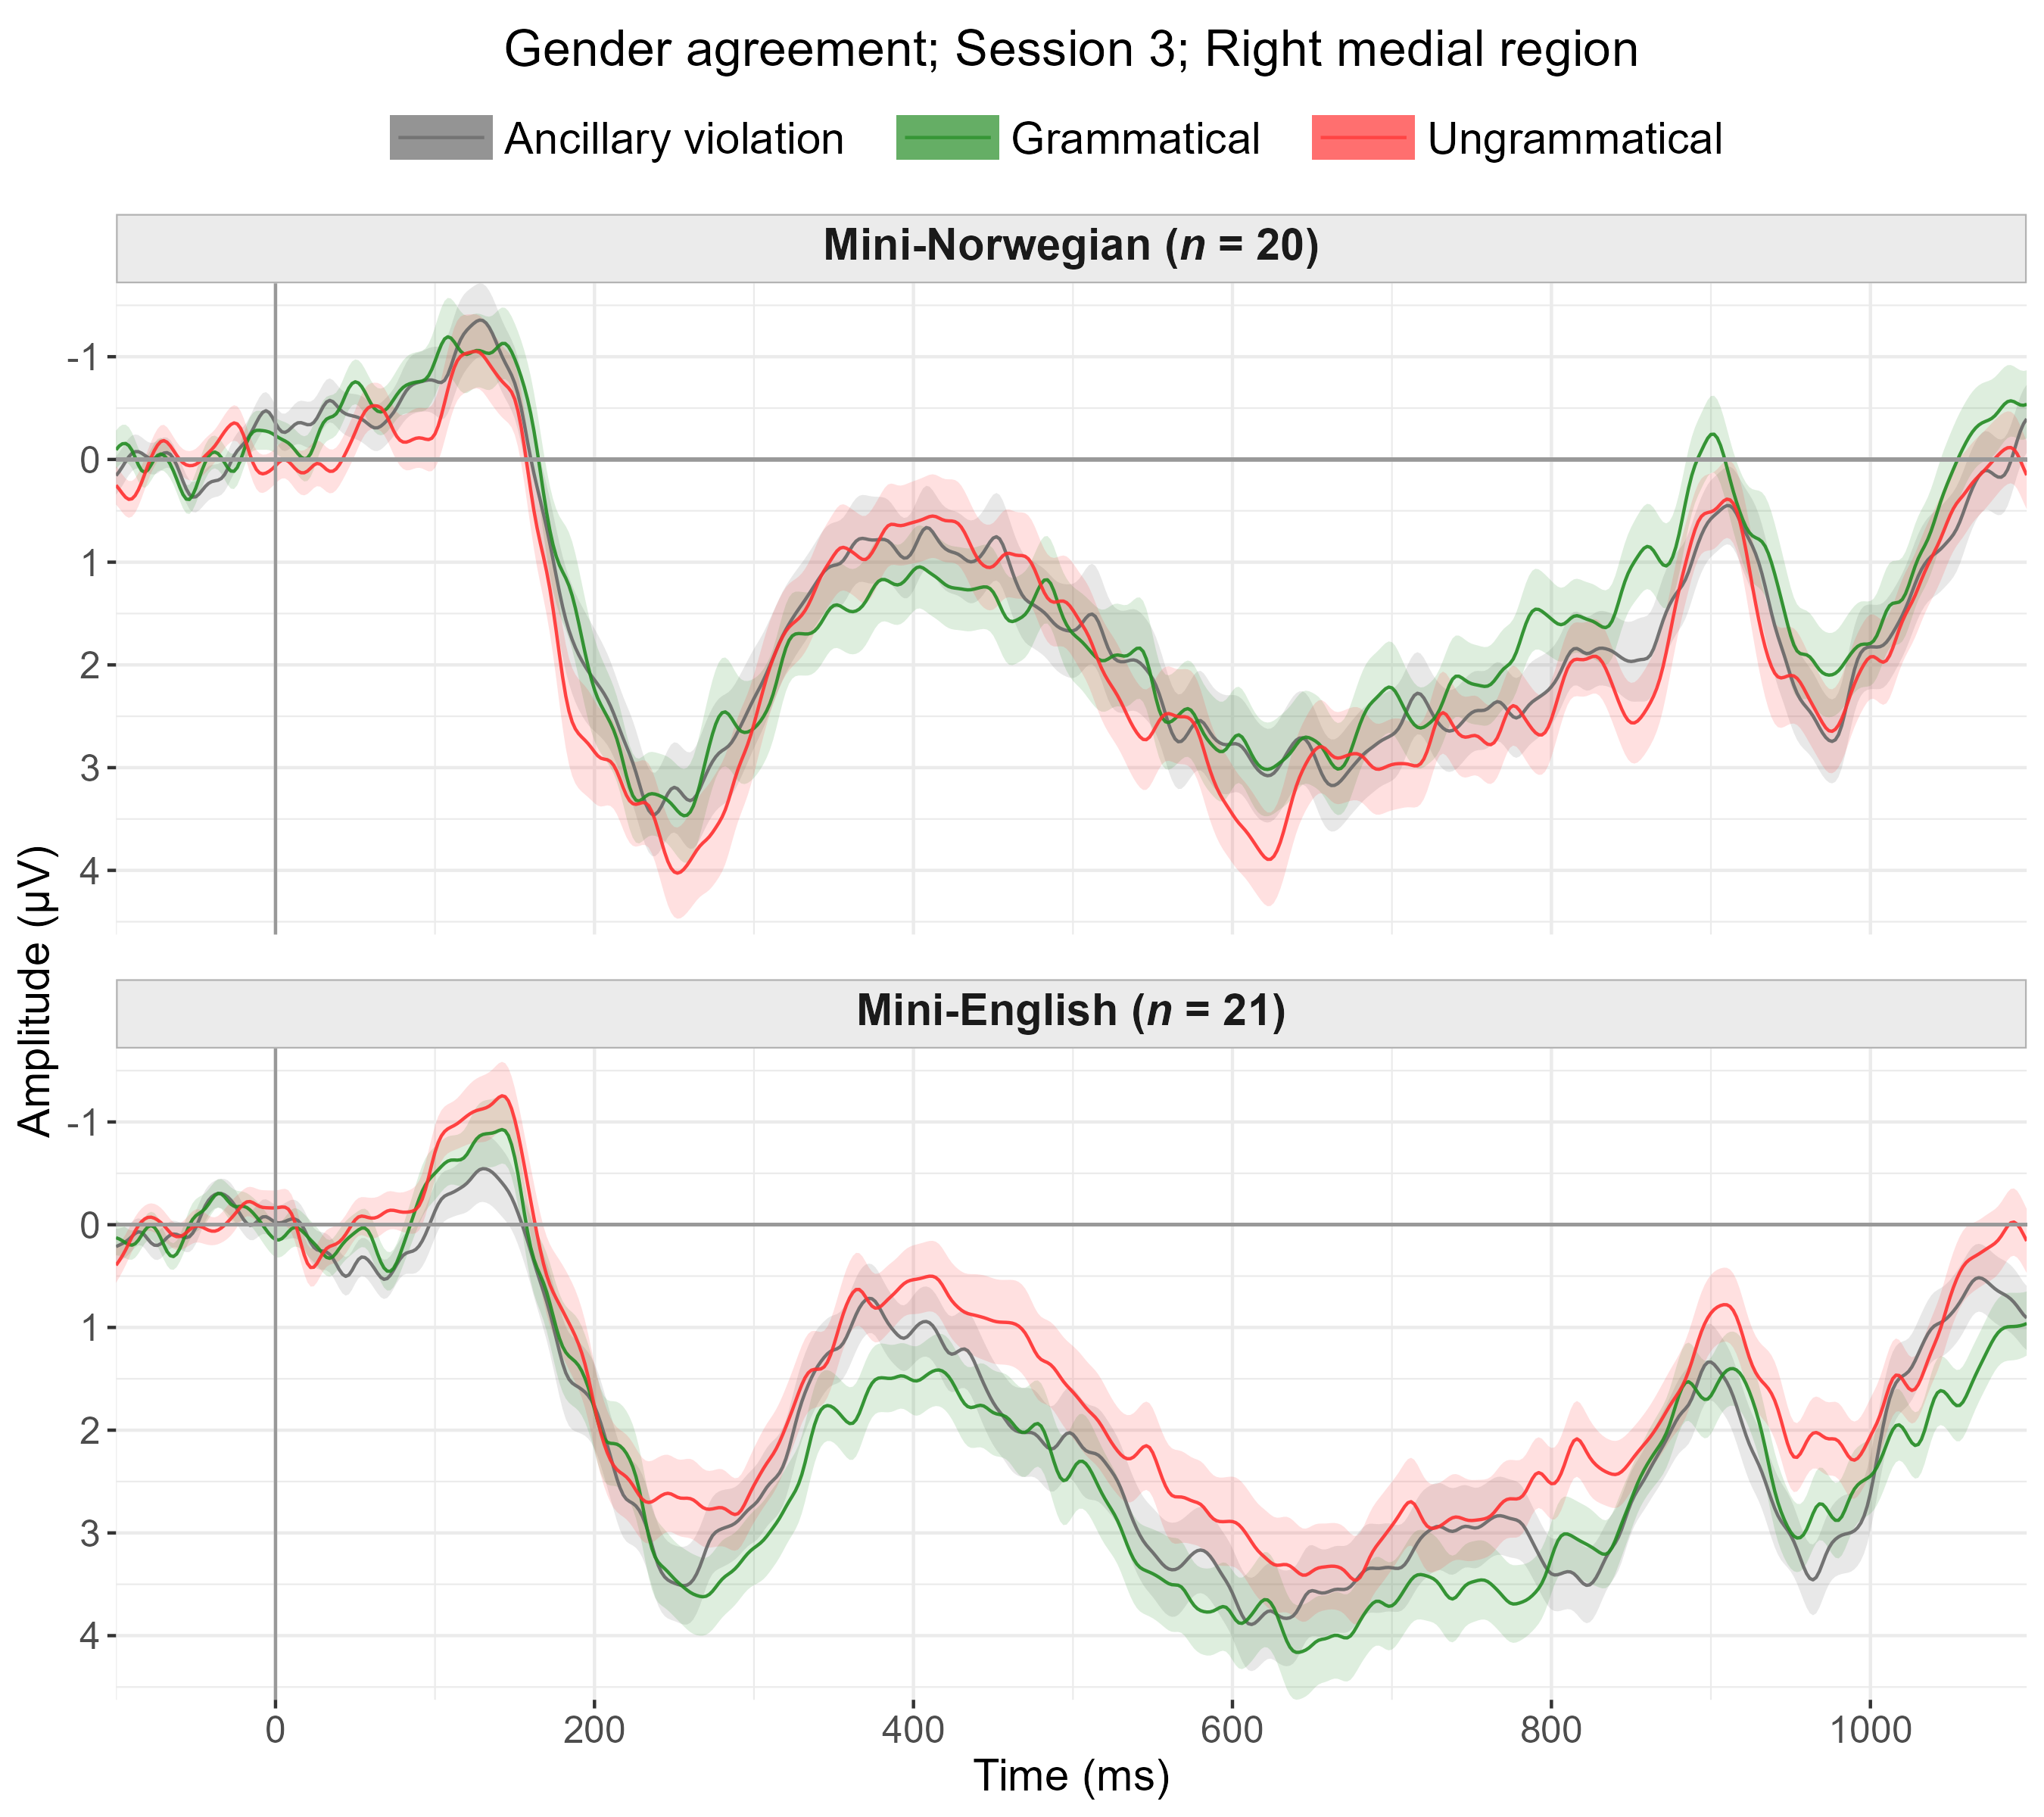 Gender agreement; Session 3; Right medial region
Ancillary violation Grammatical Ungrammatical
Mini-Norwegian (n = 20)
-1
0
1
2
3
4
Mini-English (n = 21)
-1
0
1
2
3
4
Amplitude (µV)
0 200 400 600 800 1000
Time (ms)